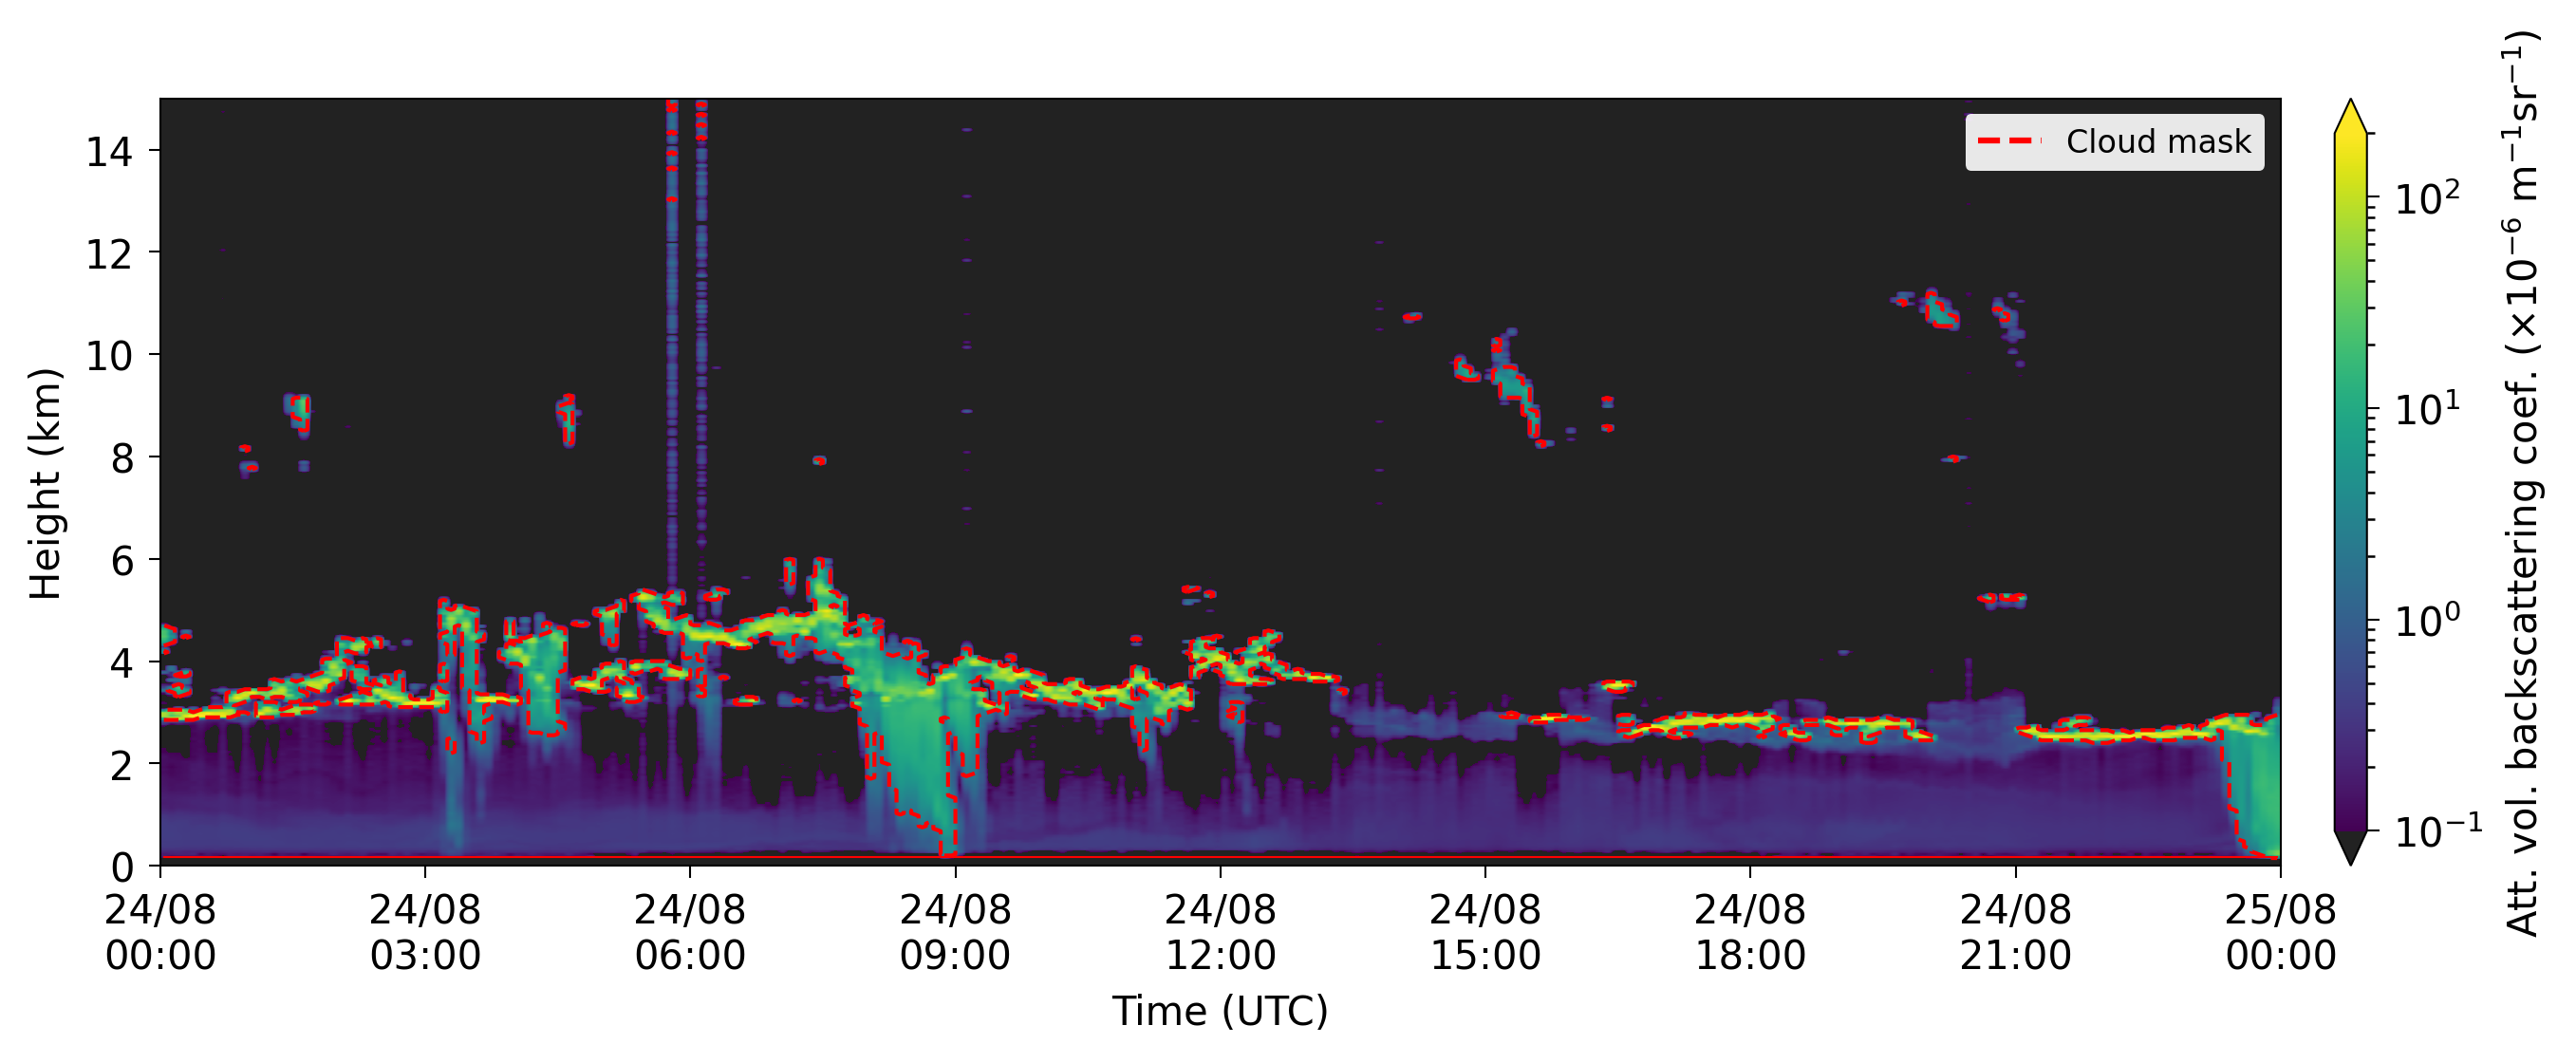 Cloud mask
14
12
10
8
6
4
2
0
Height (km)
24/08 24/08 24/08 24/08 24/08 24/08 24/08 24/08 25/08
00:00 03:00 06:00 09:00 12:00 15:00 18:00 21:00 00:00
Time (UTC)
10²
10¹
10⁰
10⁻¹
Att. vol. backscattering coef. (×10⁻⁶ m⁻¹sr⁻¹)